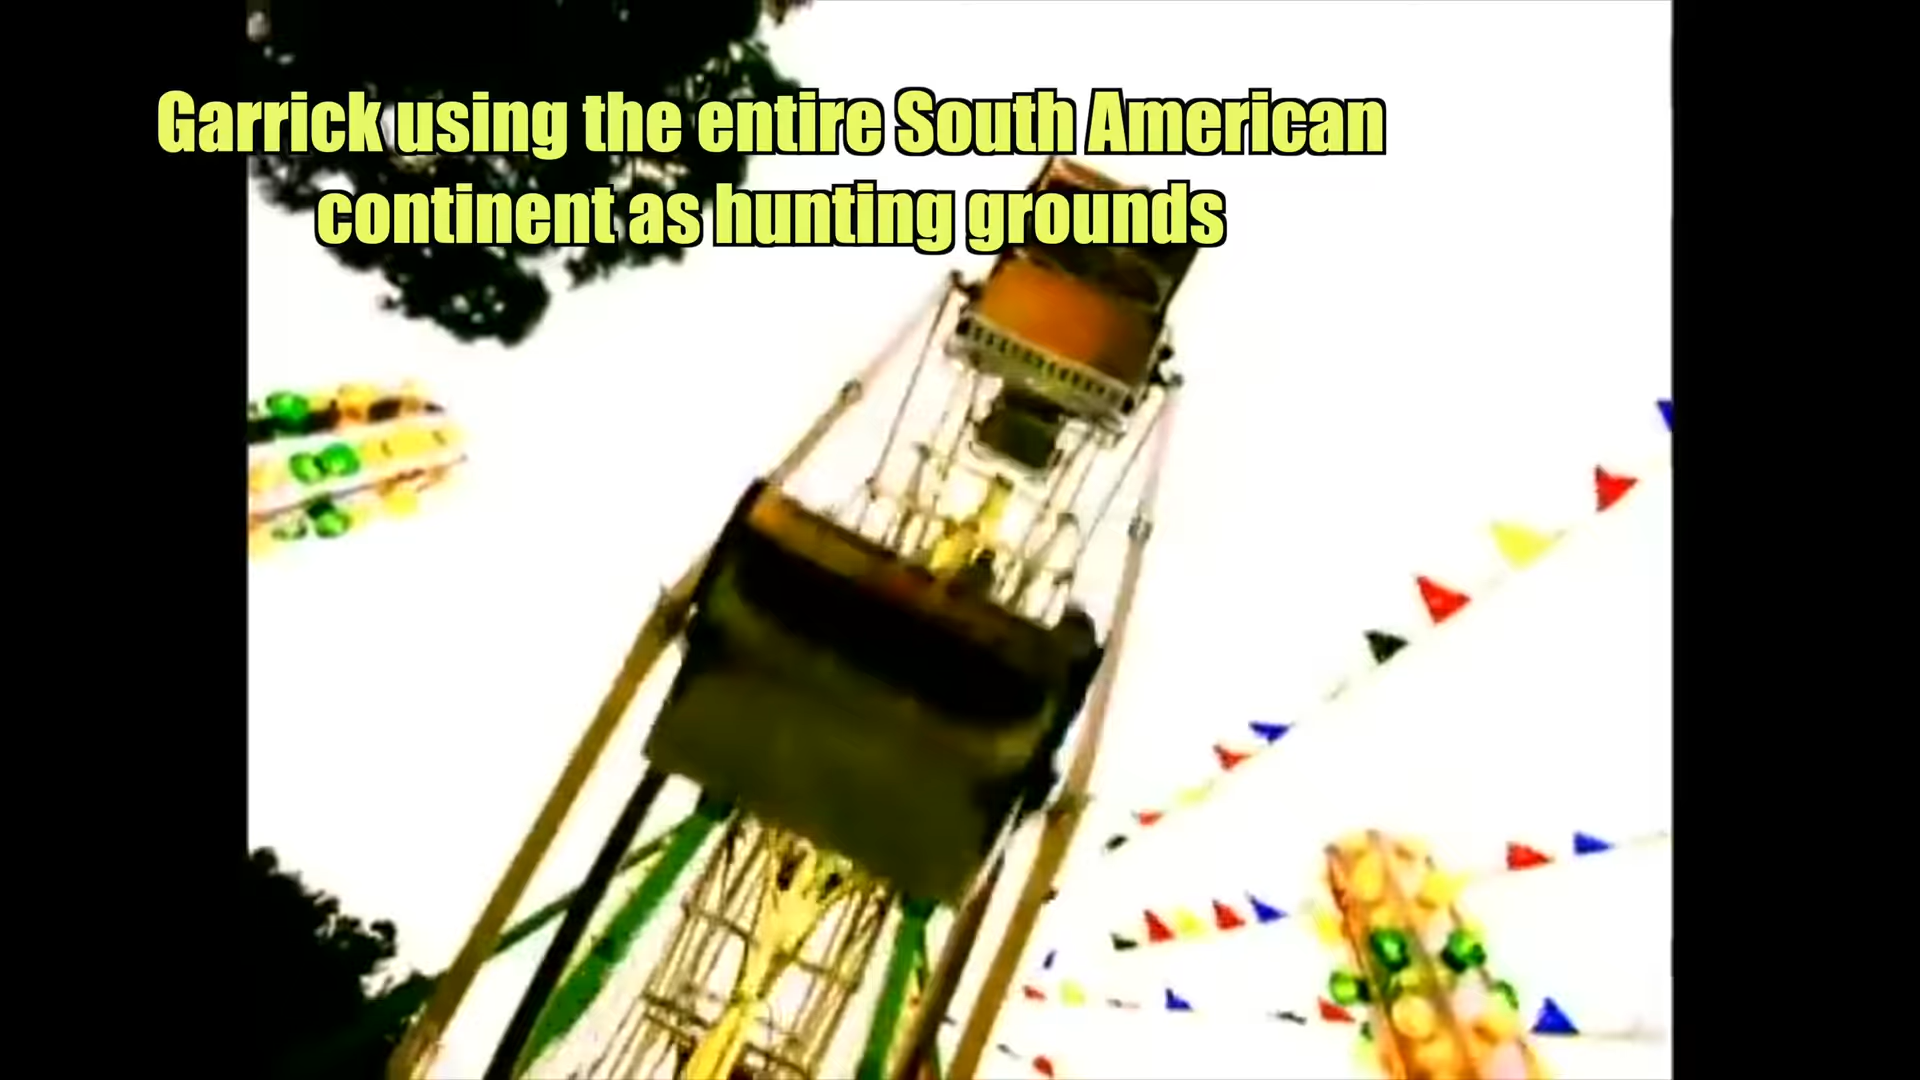 Garrick using the entire South American
continent as hunting grounds